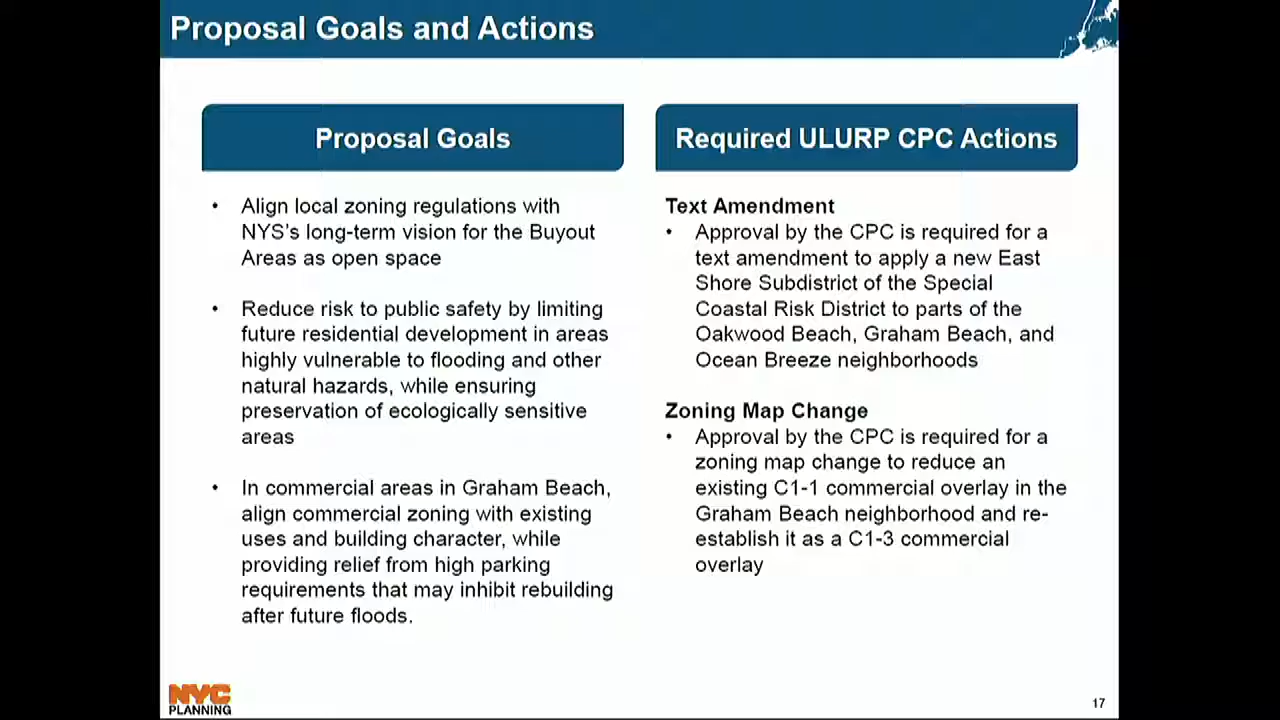 Proposal Goals and Actions
Proposal Goals
• Align local zoning regulations with
NYS's long-term vision for the Buyout
Areas as open space
• Reduce risk to public safety by limiting
future residential development in areas
highly vulnerable to flooding and other
natural hazards, while ensuring
preservation of ecologically sensitive
areas
• In commercial areas in Graham Beach,
align commercial zoning with existing
uses and building character, while
providing relief from high parking
requirements that may inhibit rebuilding
after future floods.
Required ULURP CPC Actions
Text Amendment
• Approval by the CPC is required for a
text amendment to apply a new East
Shore Subdistrict of the Special
Coastal Risk District to parts of the
Oakwood Beach, Graham Beach, and
Ocean Breeze neighborhoods
Zoning Map Change
• Approval by the CPC is required for a
zoning map change to reduce an
existing C1-1 commercial overlay in the
Graham Beach neighborhood and re-
establish it as a C1-3 commercial
overlay
NYC
PLANNING
17